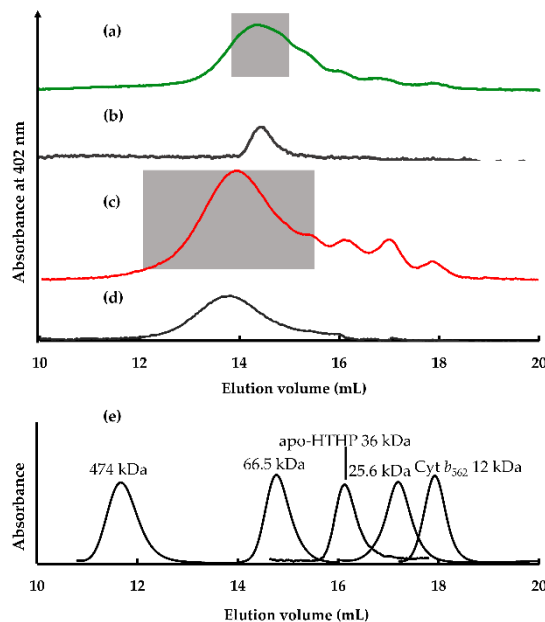 (a)
(b)
(c)
(d)
Absorbance at 402 nm
10 12 14 16 18 20
Elution volume (mL)
(e)
apo-HTHP 36 kDa
474 kDa 66.5 kDa 25.6 kDa Cyt b562 12 kDa
Absorbance
10 12 14 16 18 20
Elution volume (mL)